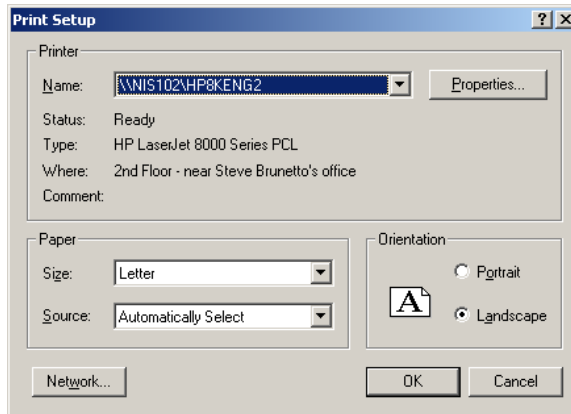 Print Setup
Printer
Name: \\NIS102\HP8KENG2 Properties...
Status: Ready
Type: HP LaserJet 8000 Series PCL
Where: 2nd Floor - near Steve Brunetto's office
Comment:
Paper
Size: Letter
Source: Automatically Select
Orientation
A
Portrait
Landscape
Network... OK Cancel